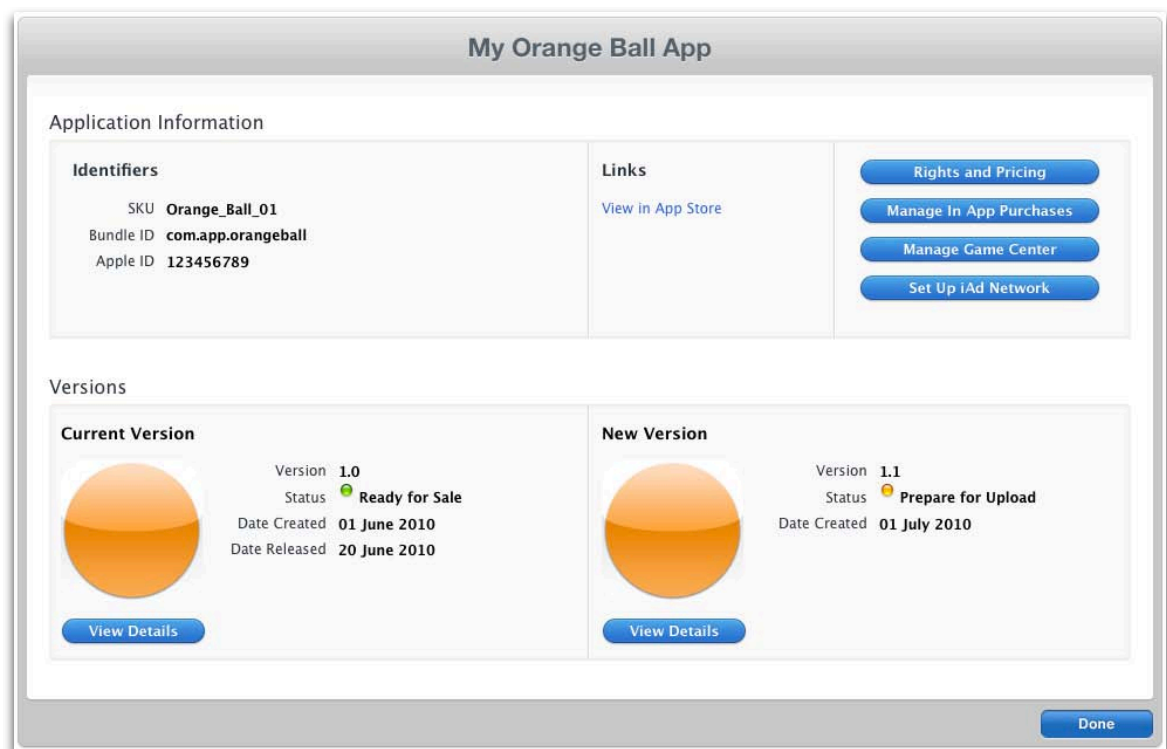 My Orange Ball App
Application Information
Identifiers
SKU Orange_Ball_01
Bundle ID com.app.orangeball
Apple ID 123456789
Links
View in App Store
Rights and Pricing
Manage In App Purchases
Manage Game Center
Set Up iAd Network
Versions
Current Version
Version 1.0
Status Ready for Sale
Date Created 01 June 2010
Date Released 20 June 2010
View Details
New Version
Version 1.1
Status Prepare for Upload
Date Created 01 July 2010
View Details
Done